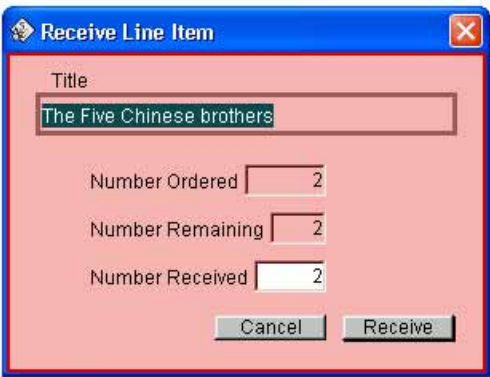 Receive Line Item
Title
The Five Chinese brothers
Number Ordered 2
Number Remaining 2
Number Received 2
Cancel Receive